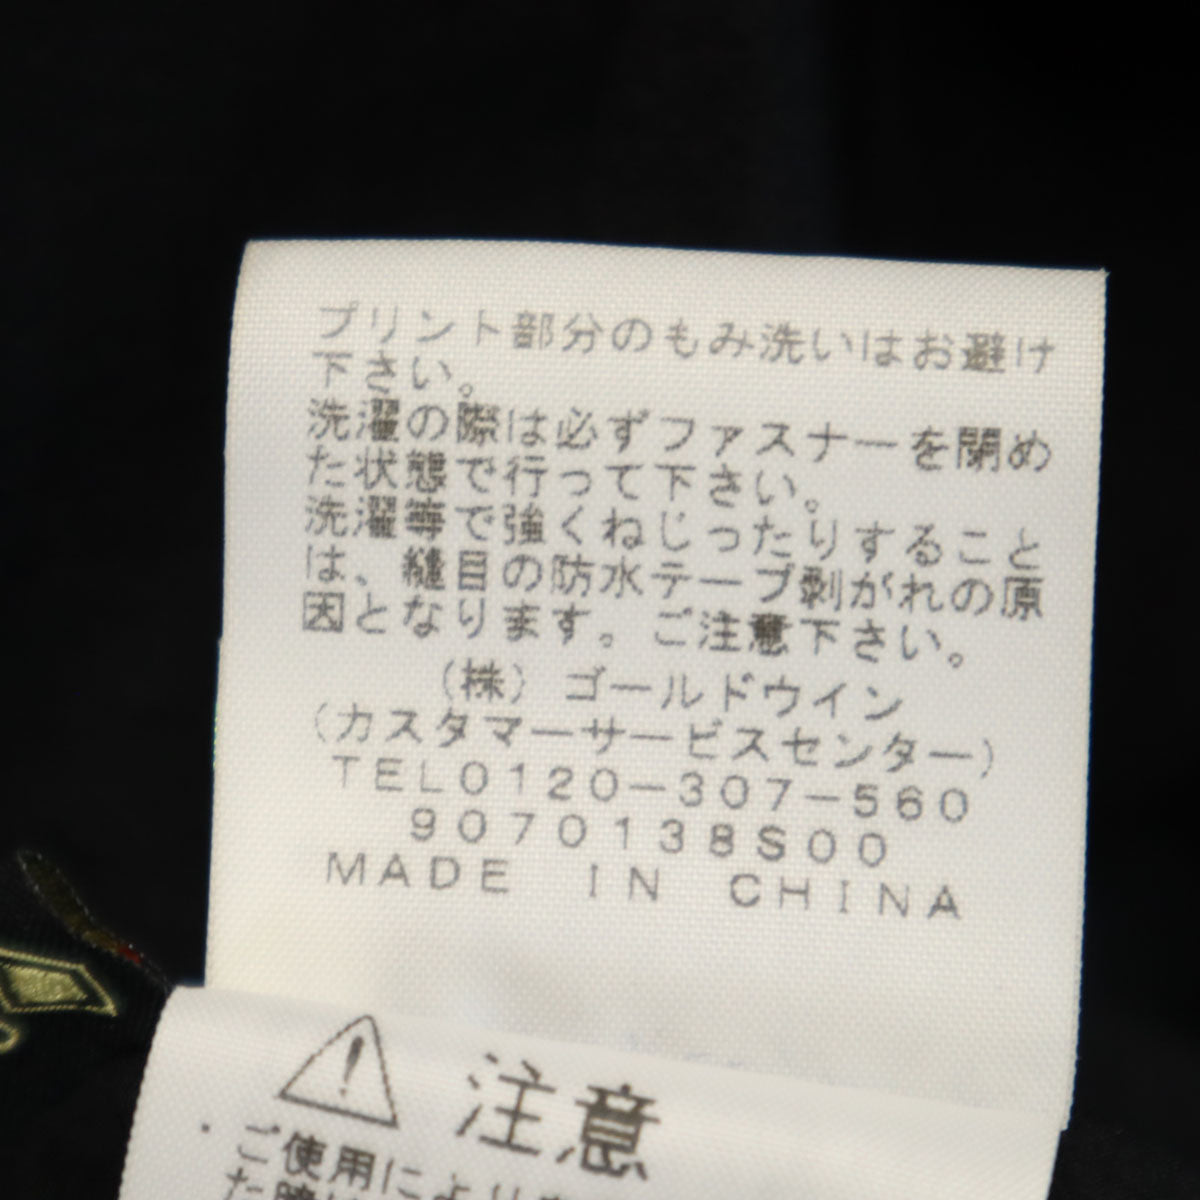 プリント部分のもみ洗いはお避け
下さい。
洗濯の際は必ずファスナーを閉め
た状態で行って下さい。
洗濯等で強くねじったりすること
は、縫目の防水テープ剥がれの原
因となります。ご注意下さい。
(株)ゴールドウイン
(カスタマーサービスセンター)
TEL0120-307-560
9070138S00
MADE IN CHINA
注意
・ご使用により